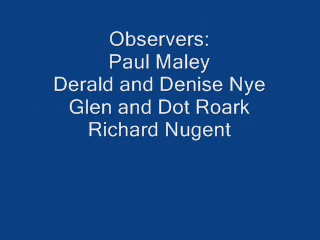 Observers:
Paul Maley
Derald and Denise Nye
Glen and Dot Roark
Richard Nugent